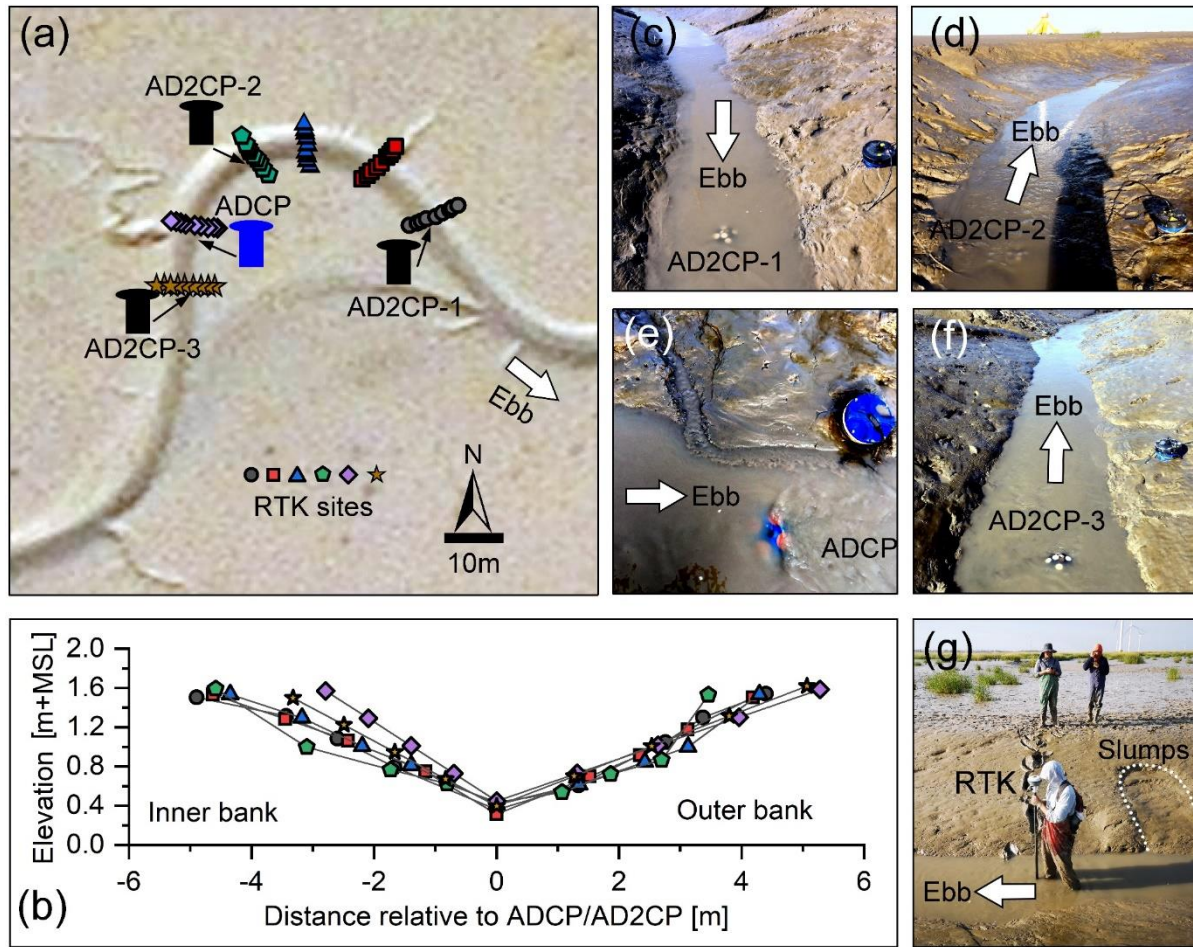 (a)
AD2CP-2
ADCP
AD2CP-1
AD2CP-3
Ebb
N
RTK sites
10m
(c)
Ebb
AD2CP-1
(d)
Ebb
AD2CP-2
(e)
Ebb
ADCP
(f)
Ebb
AD2CP-3
(b)
Elevation [m+MSL]
2.0
1.6
1.2
0.8
0.4
0.0
Inner bank
Outer bank
-6
-4
-2
0
2
4
6
Distance relative to ADCP/AD2CP [m]
(g)
Slumps
RTK
Ebb